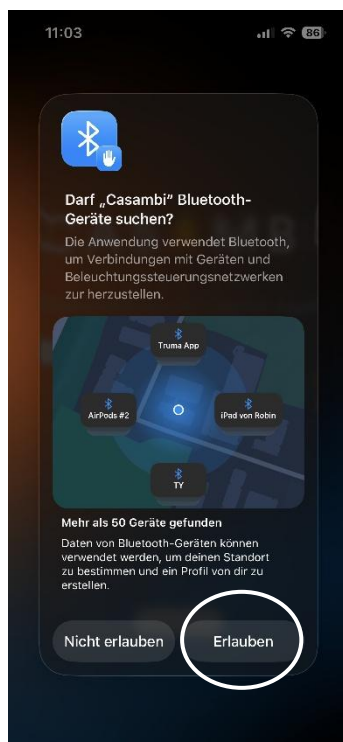 11:03
86
Darf „Casambi" Bluetooth-
Geräte suchen?
Die Anwendung verwendet Bluetooth,
um Verbindungen mit Geräten und
Beleuchtungssteuerungsnetzwerken
zur herzustellen.
Truma App
AirPods #2
iPad von Robin
TY
Mehr als 50 Geräte gefunden
Daten von Bluetooth-Geräten können
verwendet werden, um deinen Standort
zu bestimmen und ein Profil von dir zu
erstellen.
Nicht erlauben
Erlauben